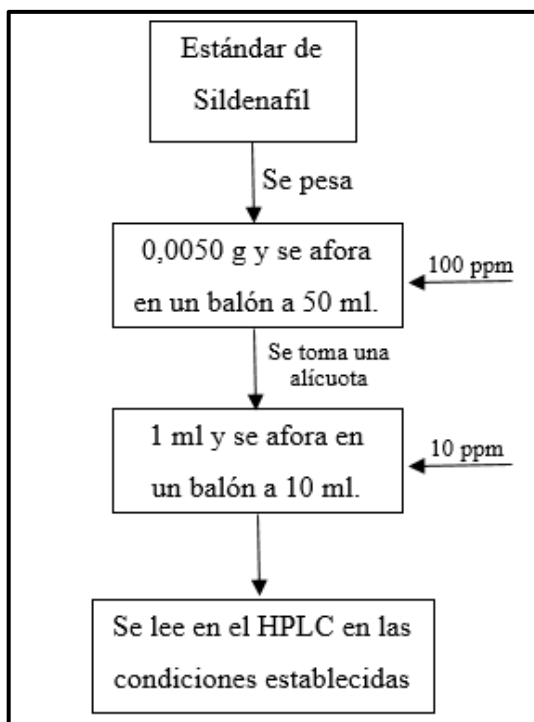 Estándar de
Sildenafil
Se pesa
0,0050 g y se afora
en un balón a 50 ml.
100 ppm
Se toma una
alícuota
1 ml y se afora en
un balón a 10 ml.
10 ppm
Se lee en el HPLC en las
condiciones establecidas